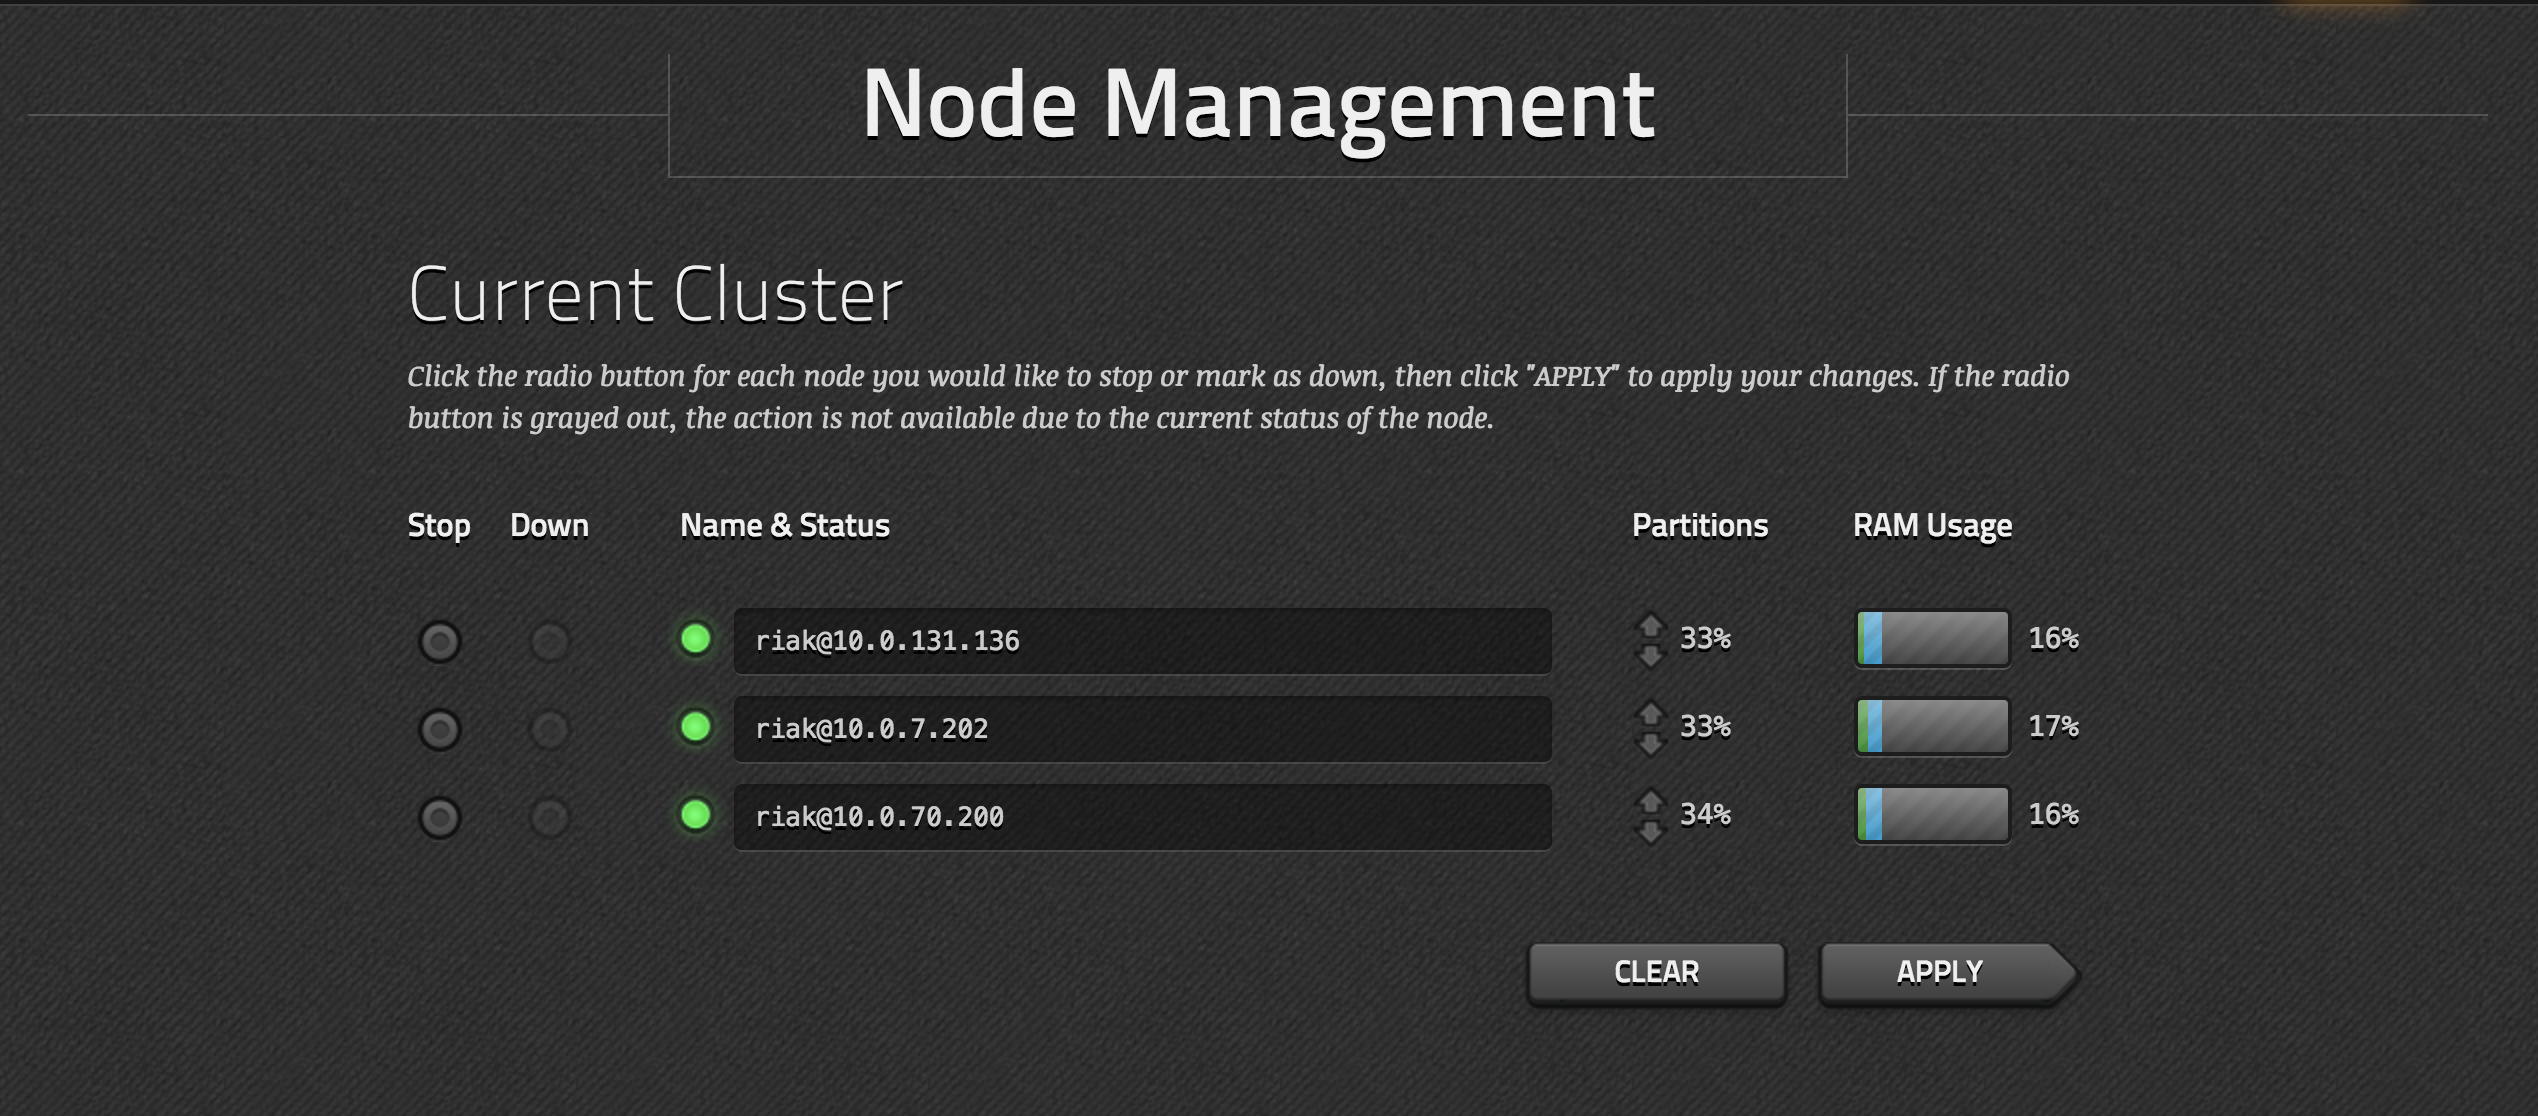 Node Management
Current Cluster
Click the radio button for each node you would like to stop or mark as down, then click "APPLY" to apply your changes. If the radio
button is grayed out, the action is not available due to the current status of the node.
Stop Down Name & Status Partitions RAM Usage
riak@10.0.131.136 33% 16%
riak@10.0.7.202 33% 17%
riak@10.0.70.200 34% 16%
CLEAR APPLY